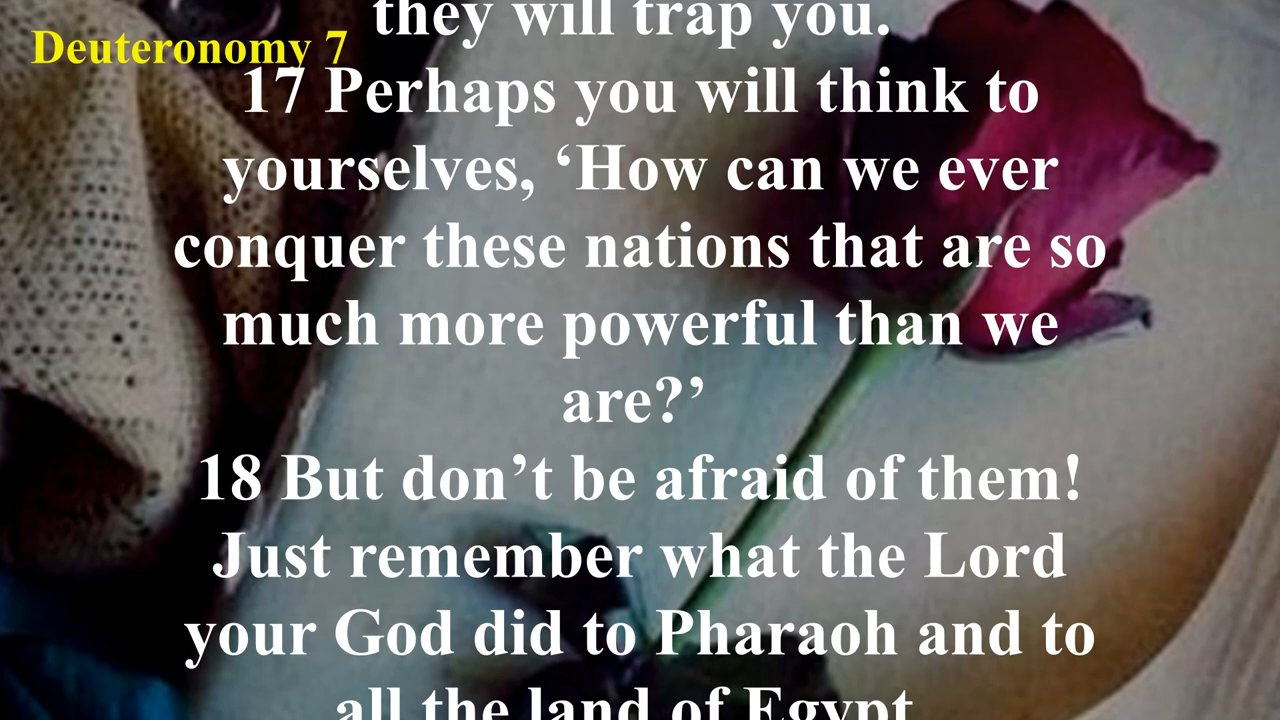 they will trap you.
Deuteronomy 7
17 Perhaps you will think to
yourselves, ‘How can we ever
conquer these nations that are so
much more powerful than we
are?’
18 But don’t be afraid of them!
Just remember what the Lord
your God did to Pharaoh and to
all the land of Egypt